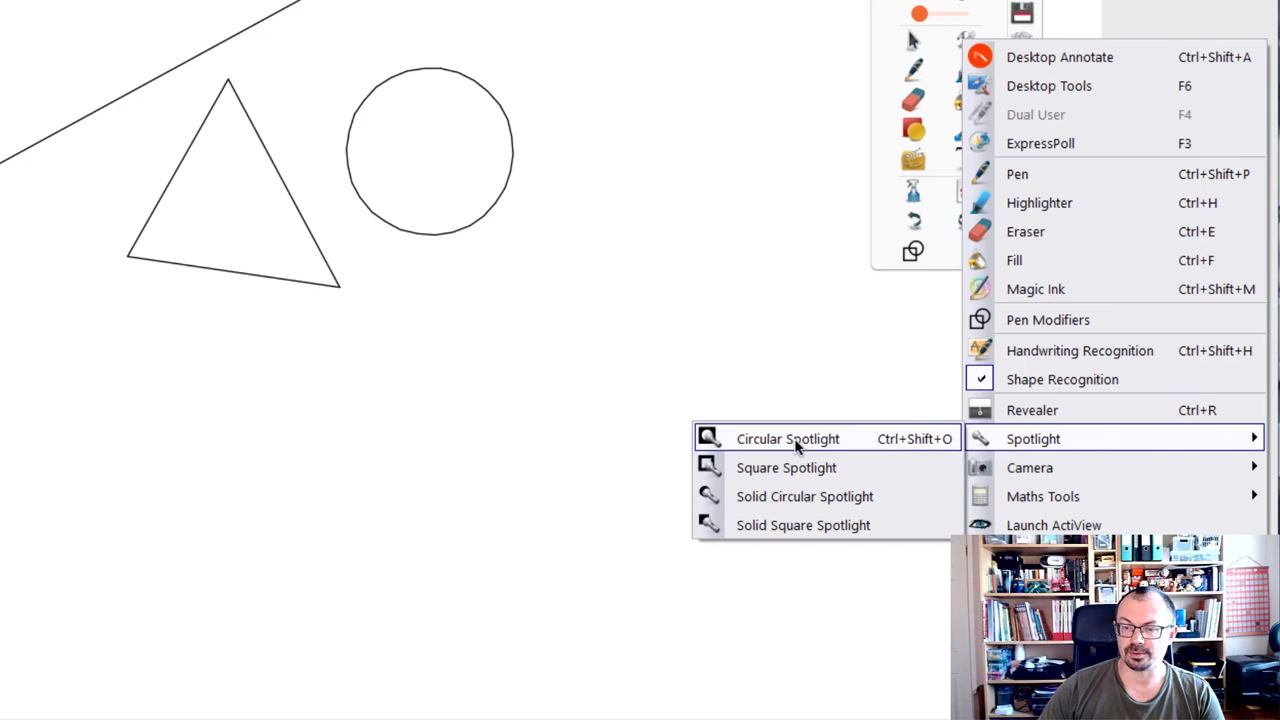 Desktop Annotate Ctrl+Shift+A
Desktop Tools F6
Dual User F4
ExpressPoll F3
Pen Ctrl+Shift+P
Highlighter Ctrl+H
Eraser Ctrl+E
Fill Ctrl+F
Magic Ink Ctrl+Shift+M
Pen Modifiers
Handwriting Recognition Ctrl+Shift+H
Shape Recognition
Revealer Ctrl+R
Spotlight
Camera
Maths Tools
Launch ActiView
Circular Spotlight Ctrl+Shift+O
Square Spotlight
Solid Circular Spotlight
Solid Square Spotlight